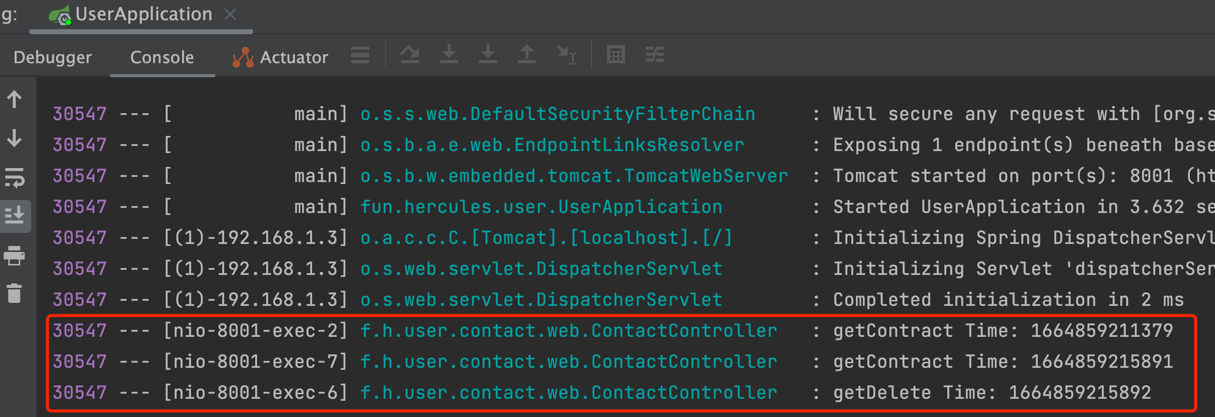 g: UserApplication
Debugger Console Actuator
30547 --- [           main] o.s.s.web.DefaultSecurityFilterChain     : Will secure any request with [org.s
30547 --- [           main] o.s.b.a.e.web.EndpointLinksResolver      : Exposing 1 endpoint(s) beneath base
30547 --- [           main] o.s.b.w.embedded.tomcat.TomcatWebServer  : Tomcat started on port(s): 8001 (ht
30547 --- [           main] fun.hercules.user.UserApplication        : Started UserApplication in 3.632 se
30547 --- [(1)-192.168.1.3] o.a.c.c.C.[Tomcat].[localhost].[/]       : Initializing Spring DispatcherServl
30547 --- [(1)-192.168.1.3] o.s.web.servlet.DispatcherServlet        : Initializing Servlet 'dispatcherSer
30547 --- [(1)-192.168.1.3] o.s.web.servlet.DispatcherServlet        : Completed initialization in 2 ms
30547 --- [nio-8001-exec-2] f.h.user.contact.web.ContactController   : getContract Time: 1664859211379
30547 --- [nio-8001-exec-7] f.h.user.contact.web.ContactController   : getContract Time: 1664859215891
30547 --- [nio-8001-exec-6] f.h.user.contact.web.ContactController   : getDelete Time: 1664859215892